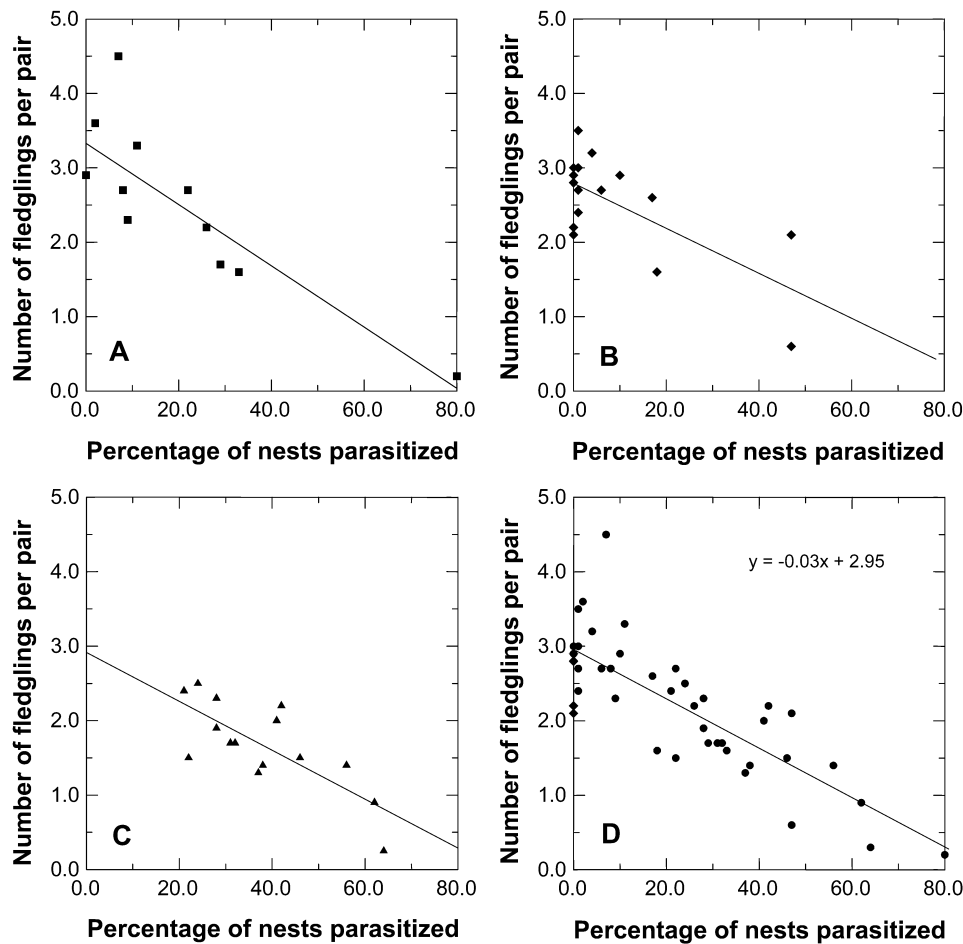 5.0
4.0
3.0
2.0
1.0
0.0
Number of fledglings per pair
A
0.0 20.0 40.0 60.0 80.0
Percentage of nests parasitized
5.0
4.0
3.0
2.0
1.0
0.0
Number of fledglings per pair
B
0.0 20.0 40.0 60.0 80.0
Percentage of nests parasitized
5.0
4.0
3.0
2.0
1.0
0.0
Number of fledglings per pair
C
0.0 20.0 40.0 60.0 80.0
Percentage of nests parasitized
5.0
4.0
3.0
2.0
1.0
0.0
Number of fledglings per pair
y = -0.03x + 2.95
D
0.0 20.0 40.0 60.0 80.0
Percentage of nests parasitized